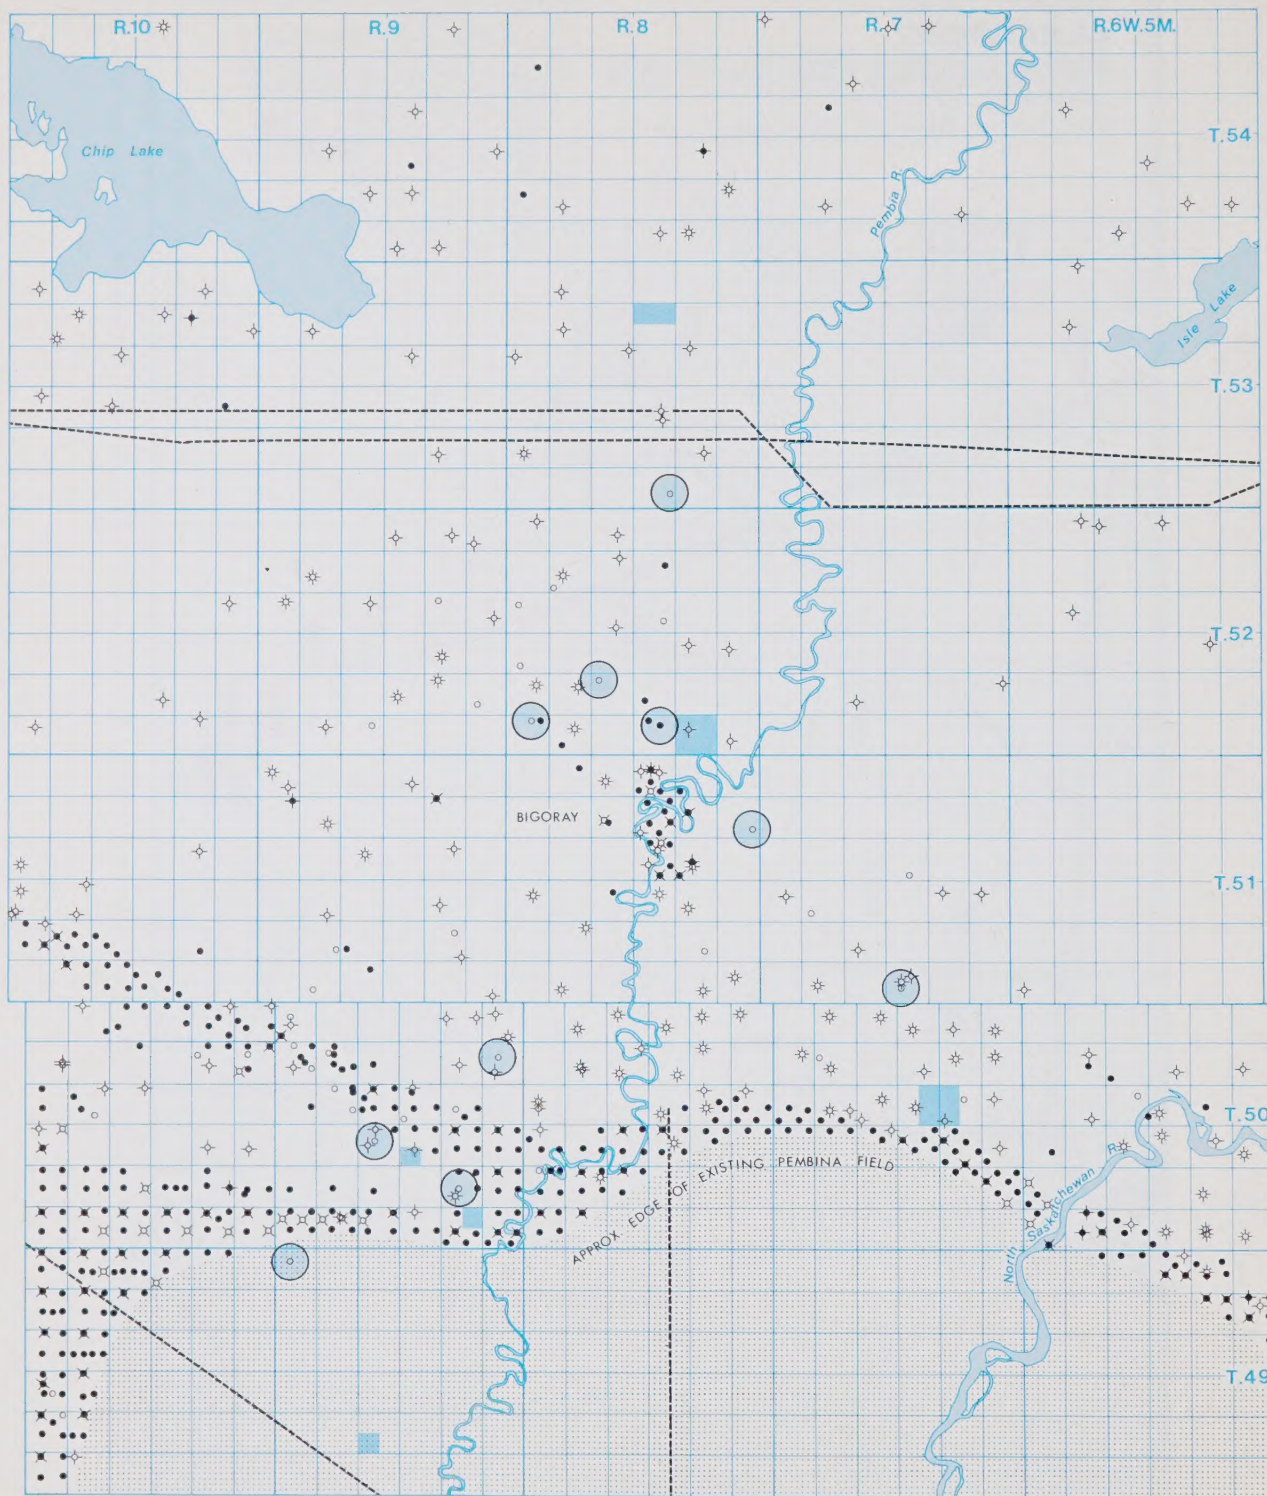 R.10
R.9
R.8
R.7
R.6W.5M.
T.54
Chip Lake
Pembia R.
Isle Lake
T.53
T.52
BIGORAY
T.51
T.50
APPROX. EDGE OF EXISTING PEMBINA FIELD
North Saskatchewan R.
T.49